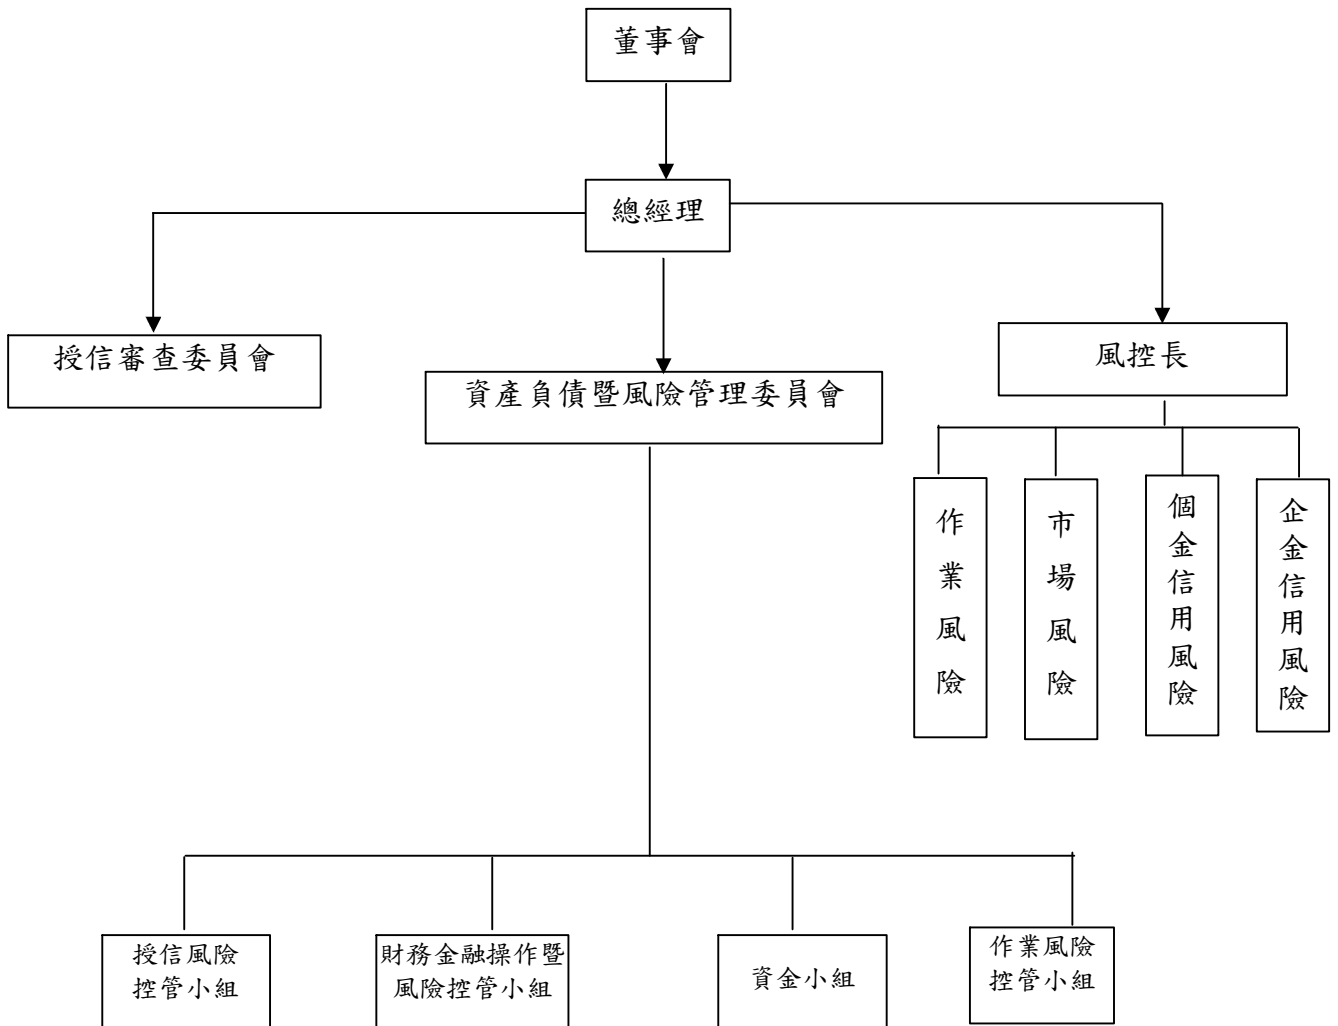 董事會
總經理
授信審查委員會
資產負債暨風險管理委員會
風控長
作業風險
市場風險
個金信用風險
企金信用風險
授信風險
控管小組
財務金融操作暨
風險控管小組
資金小組
作業風險
控管小組